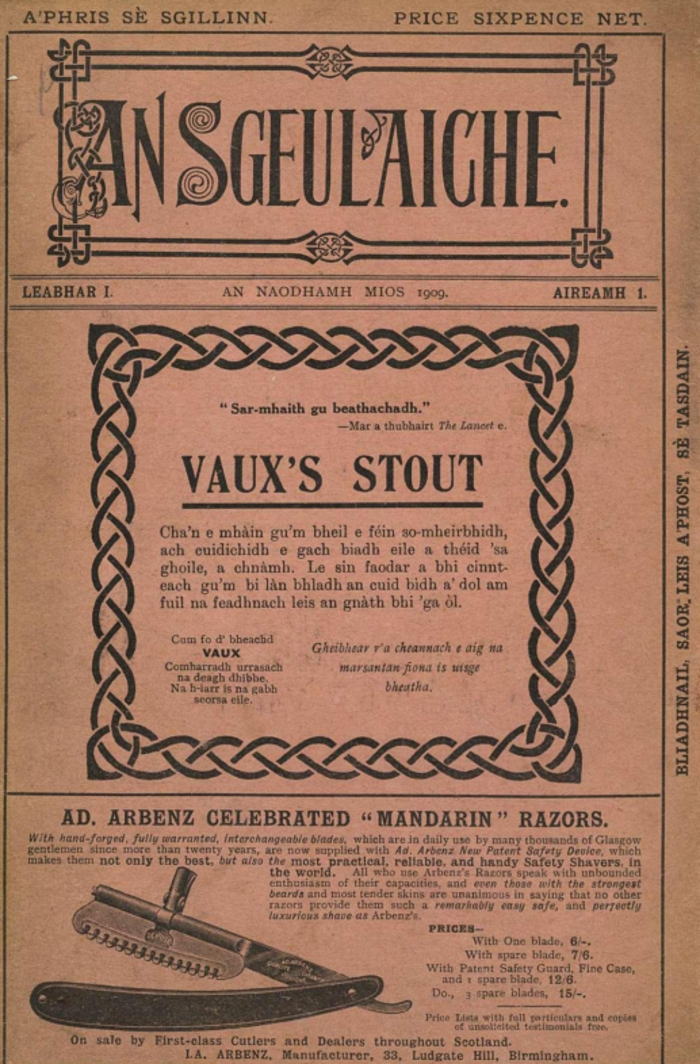 A'PHRIS SÈ SGILLINN. PRICE SIXPENCE NET.
AN SGEULAICHE.
LEABHAR I. AN NAODHAMH MIOS 1909. AIREAMH 1.
"Sar-mhaith gu beathachadh."
—Mar a thubhairt The Lancet e.
VAUX'S STOUT
Cha'n e mhàin gu'm bheil e féin so-mheirbhidh,
ach cuidichidh e gach biadh eile a théid 'sa
ghoile, a chnàmh. Le sin faodar a bhi cinnt-
each gu'm bi làn bhladh an cuid bidh a' dol am
fuil na feadhnach leis an gnàth bhi 'ga òl.
Cum fo d' bheachd
VAUX
Comharradh urrasach
na deagh dhibhe.
Na h-iarr is na gabh
seorsa eile.
Gheibhear r'a cheannach e aig na
marsantan fìona is uisge
beatha.
BLIADHNAIL, SAOR, LEIS A'PHOST, SÈ TASDAIN.
AD. ARBENZ CELEBRATED "MANDARIN" RAZORS.
With hand-forged, fully warranted, interchangeable blades, which are in daily use by many thousands of Glasgow
gentlemen since more than twenty years, are now supplied with Ad. Arbenz New Patent Safety Device, which
makes them not only the best, but also the most practical, reliable, and handy Safety Shavers, in
the world. All who use Arbenz's Razors speak with unbounded
enthusiasm of their capacities, and even those with the strongest
beards and most tender skins are unanimous in saying that no other
razors provide them such a remarkably easy safe, and perfectly
luxurious shave as Arbenz's.
PRICES—
With One blade, 6/-.
With spare blade, 7/6.
With Patent Safety Guard, Fine Case,
and 1 spare blade, 12/6.
Do., 3 spare blades, 15/-.
Price Lists with full particulars and copies
of unsolicited testimonials free.
On sale by First-class Cutlers and Dealers throughout Scotland.
I.A. ARBENZ, Manufacturer, 33, Ludgate Hill, Birmingham.